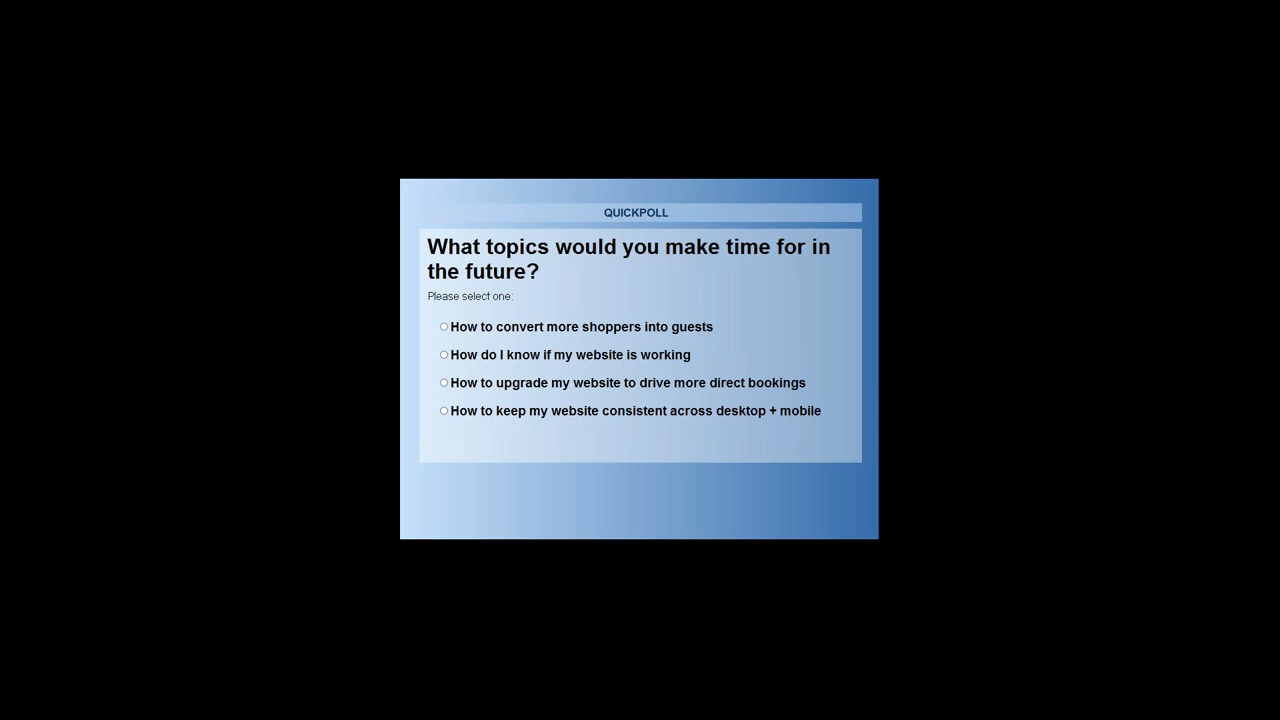 QUICKPOLL
What topics would you make time for in
the future?
Please select one:
How to convert more shoppers into guests
How do I know if my website is working
How to upgrade my website to drive more direct bookings
How to keep my website consistent across desktop + mobile